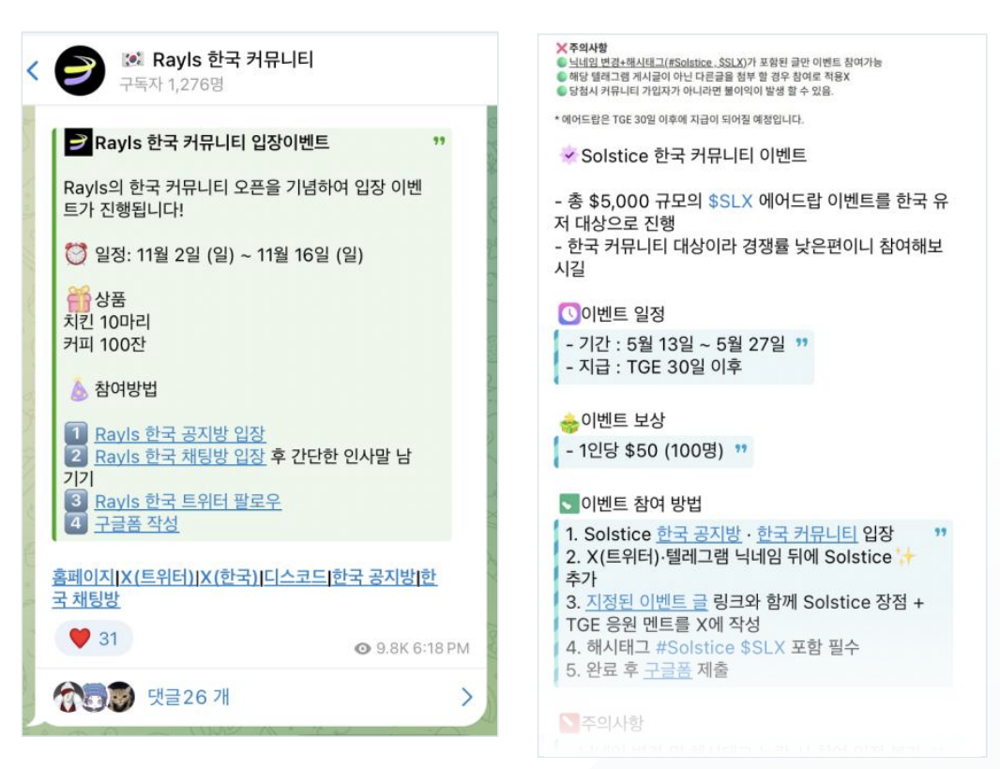 Rayls 한국 커뮤니티
구독자 1,276명
Rayls 한국 커뮤니티 입장이벤트
Rayls의 한국 커뮤니티 오픈을 기념하여 입장 이벤
트가 진행됩니다!
일정: 11월 2일 (일) ~ 11월 16일 (일)
상품
치킨 10마리
커피 100잔
참여방법
1 Rayls 한국 공지방 입장
2 Rayls 한국 채팅방 입장 후 간단한 인사말 남
기기
3 Rayls 한국 트위터 팔로우
4 구글폼 작성
홈페이지|X(트위터)|X(한국)|디스코드|한국 공지방|한
국 채팅방
31
9.8K 6:18 PM
댓글26 개
주의사항
닉네임 변경+해시태그(#Solstice , $SLX)가 포함된 글만 이벤트 참여가능
해당 텔래그램 게시글이 아닌 다른글을 첨부 할 경우 참여로 적용X
당첨시 커뮤니티 가입자가 아니라면 불이익이 발생 할 수 있음.
* 에어드랍은 TGE 30일 이후에 지급이 되어질 예정입니다.
Solstice 한국 커뮤니티 이벤트
- 총 $5,000 규모의 $SLX 에어드랍 이벤트를 한국 유
저 대상으로 진행
- 한국 커뮤니티 대상이라 경쟁률 낮은편이니 참여해보
시길
이벤트 일정
- 기간 : 5월 13일 ~ 5월 27일
- 지급 : TGE 30일 이후
이벤트 보상
- 1인당 $50 (100명)
이벤트 참여 방법
1. Solstice 한국 공지방 · 한국 커뮤니티 입장
2. X(트위터)·텔레그램 닉네임 뒤에 Solstice✨
추가
3. 지정된 이벤트 글 링크와 함께 Solstice 장점 +
TGE 응원 멘트를 X에 작성
4. 해시태그 #Solstice $SLX 포함 필수
5. 완료 후 구글폼 제출
주의사항